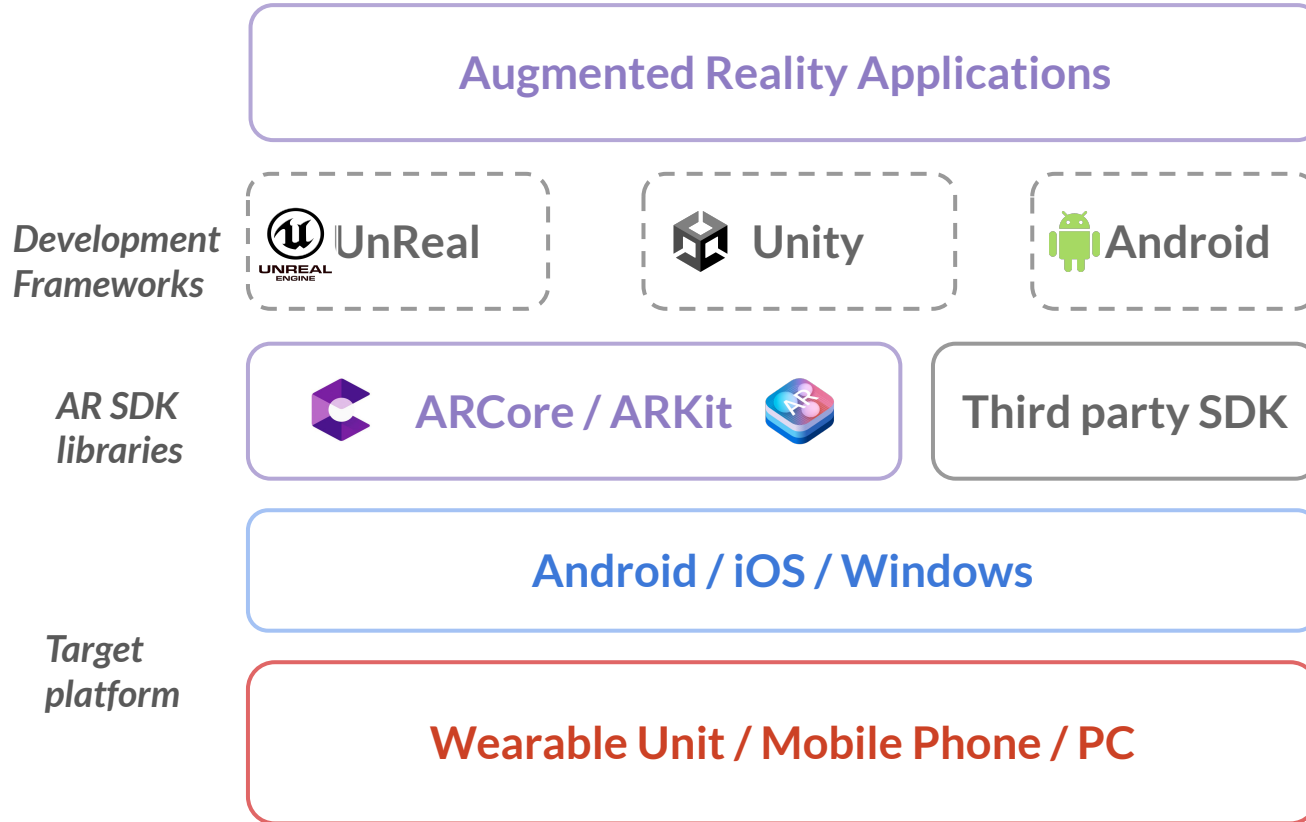 Augmented Reality Applications
Development
Frameworks
UNREAL
ENGINE
UnReal
Unity
Android
AR SDK
libraries
ARCore / ARKit
AR
Third party SDK
Android / iOS / Windows
Target
platform
Wearable Unit / Mobile Phone / PC